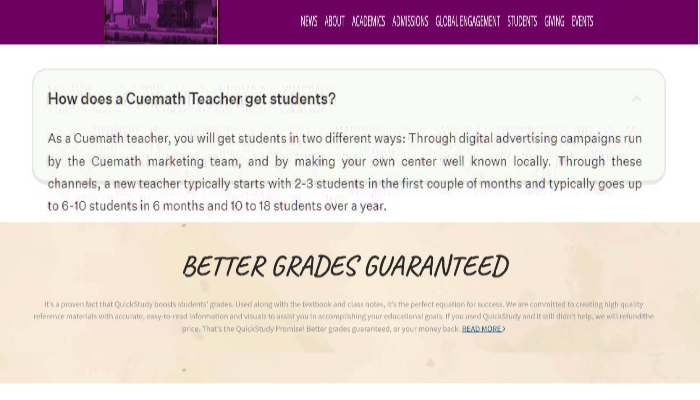 NEWS ABOUT ACADEMICS ADMISSIONS GLOBAL ENGAGEMENT STUDENTS GIVING EVENTS
How does a Cuemath Teacher get students?
As a Cuemath teacher, you will get students in two different ways: Through digital advertising campaigns run
by the Cuemath marketing team, and by making your own center well known locally. Through these
channels, a new teacher typically starts with 2-3 students in the first couple of months and typically goes up
to 6-10 students in 6 months and 10 to 18 students over a year.
BETTER GRADES GUARANTEED
It's a proven fact that QuickStudy boosts students' grades. Used along with the textbook and class notes, it's the perfect equation for success. We are committed to creating high quality
reference materials with accurate, easy-to-read information and visuals to assist you in accomplishing your educational goals. If you used QuickStudy and it still didn't help, we will refund the
price. That's the QuickStudy Promise! Better grades guaranteed, or your money back. READ MORE